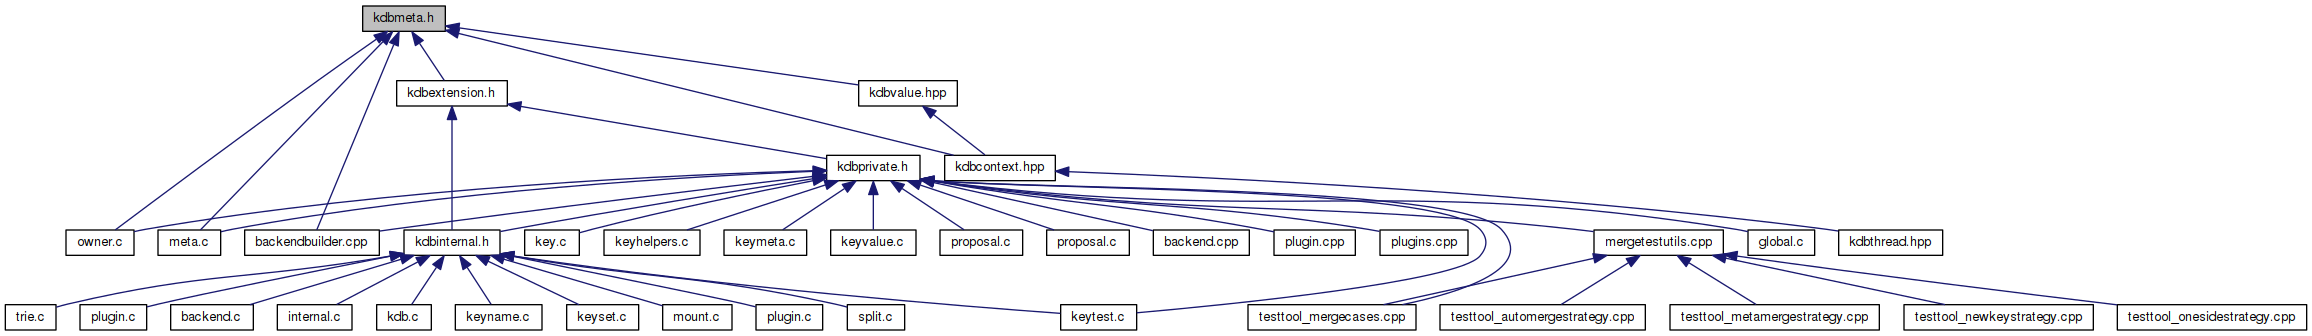 kdbmeta.h
kdbextension.h
kdbvalue.hpp
kdbprivate.h
kdbcontext.hpp
owner.c
meta.c
backendbuilder.cpp
kdbinternal.h
key.c
keyhelpers.c
keymeta.c
keyvalue.c
proposal.c
proposal.c
backend.cpp
plugin.cpp
plugins.cpp
mergetestutils.cpp
global.c
kdbthread.hpp
trie.c
plugin.c
backend.c
internal.c
kdb.c
keyname.c
keyset.c
mount.c
plugin.c
split.c
keytest.c
testtool_mergecases.cpp
testtool_automergestrategy.cpp
testtool_metamergestrategy.cpp
testtool_newkeystrategy.cpp
testtool_onesidestrategy.cpp